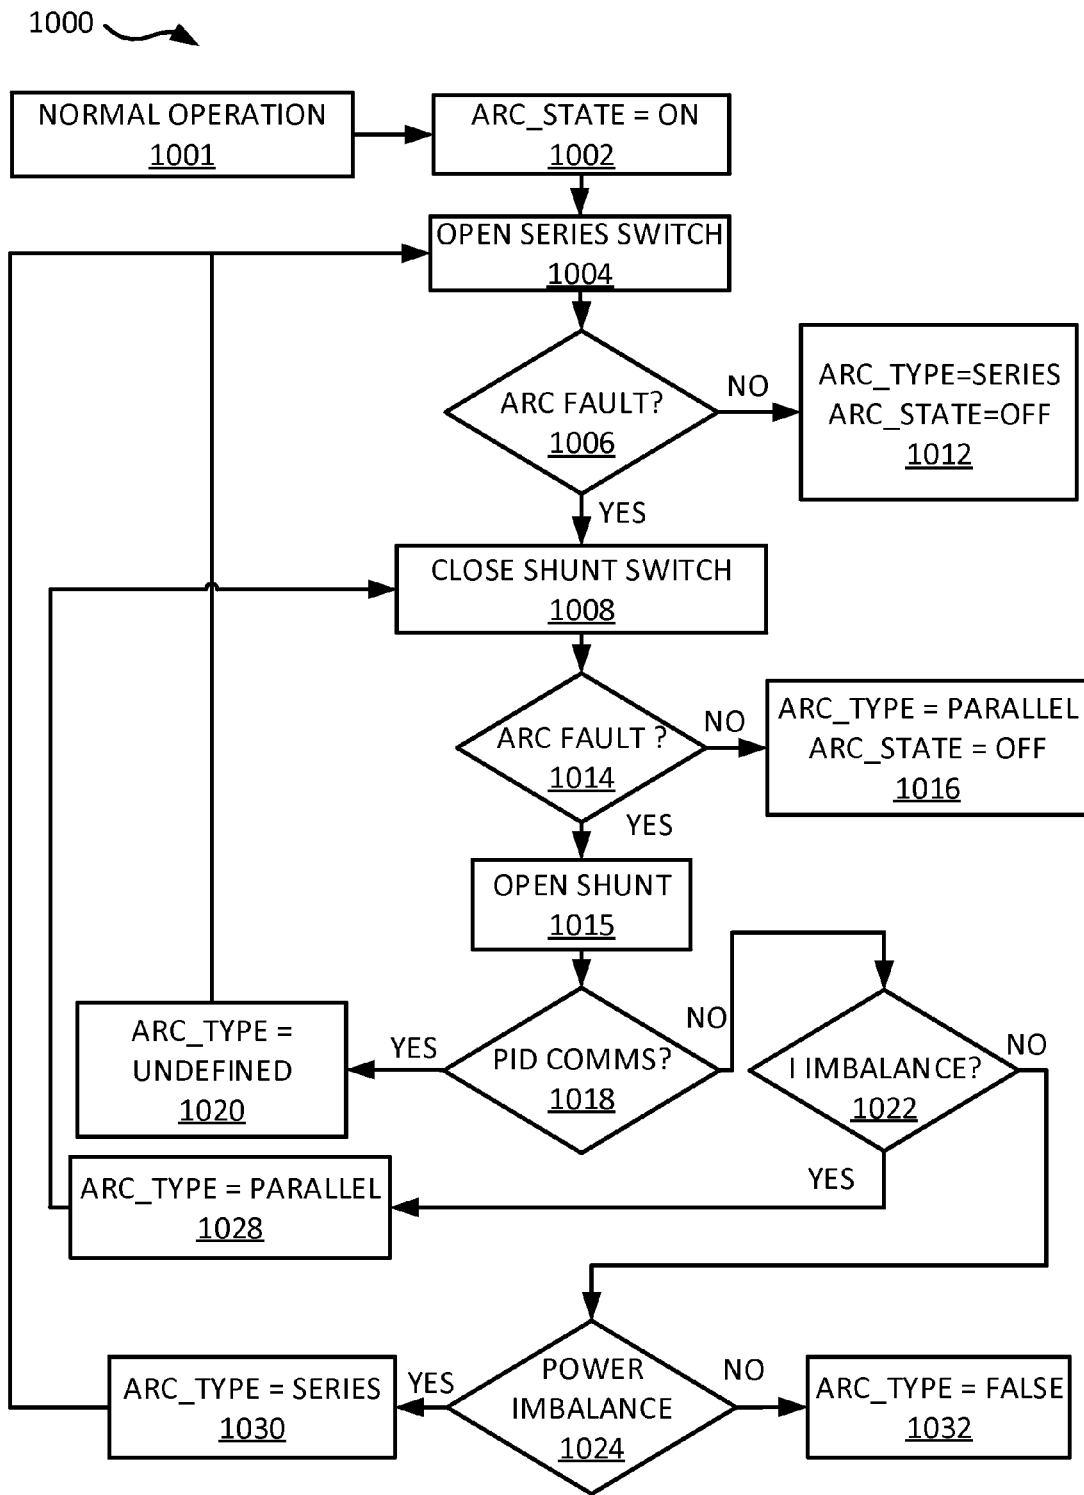 1000
NORMAL OPERATION
1001
ARC_STATE = ON
1002
OPEN SERIES SWITCH
1004
ARC FAULT?
1006
NO
ARC_TYPE=SERIES
ARC_STATE=OFF
1012
YES
CLOSE SHUNT SWITCH
1008
ARC FAULT ?
1014
NO
ARC_TYPE = PARALLEL
ARC_STATE = OFF
1016
YES
OPEN SHUNT
1015
PID COMMS?
1018
YES
ARC_TYPE =
UNDEFINED
1020
NO
I IMBALANCE?
1022
NO
YES
ARC_TYPE = PARALLEL
1028
POWER
IMBALANCE
1024
YES
ARC_TYPE = SERIES
1030
NO
ARC_TYPE = FALSE
1032